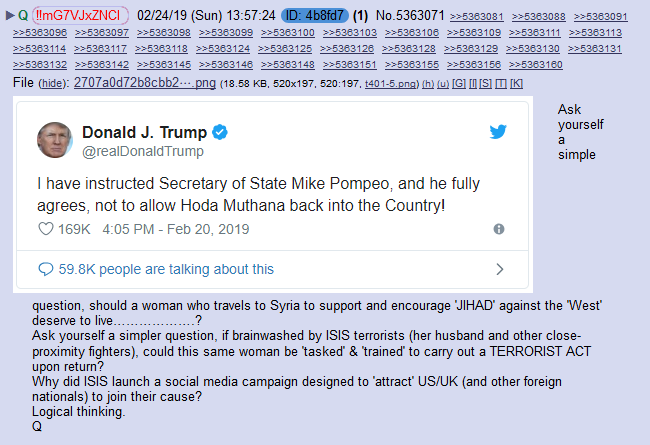 ▶ Q !!mG7VJxZNCI 02/24/19 (Sun) 13:57:24 ID: 4b8fd7 (1) No.5363071 >>5363081 >>5363088 >>5363091
>>5363096 >>5363097 >>5363098 >>5363099 >>5363100 >>5363103 >>5363106 >>5363109 >>5363111 >>5363113
>>5363114 >>5363117 >>5363118 >>5363124 >>5363125 >>5363126 >>5363128 >>5363129 >>5363130 >>5363131
>>5363132 >>5363142 >>5363145 >>5363146 >>5363148 >>5363151 >>5363155 >>5363156 >>5363160
File (hide): 2707a0d72b8cbb2⋯.png (18.58 KB, 520x197, 520:197, t401-5.png) (h) (u) [G] [I] [S] [T] [K]
Donald J. Trump
@realDonaldTrump
I have instructed Secretary of State Mike Pompeo, and he fully
agrees, not to allow Hoda Muthana back into the Country!
169K 4:05 PM - Feb 20, 2019
59.8K people are talking about this
Ask
yourself
a
simple
question, should a woman who travels to Syria to support and encourage 'JIHAD' against the 'West'
deserve to live……………….?
Ask yourself a simpler question, if brainwashed by ISIS terrorists (her husband and other close-
proximity fighters), could this same woman be 'tasked' & 'trained' to carry out a TERRORIST ACT
upon return?
Why did ISIS launch a social media campaign designed to 'attract' US/UK (and other foreign
nationals) to join their cause?
Logical thinking.
Q